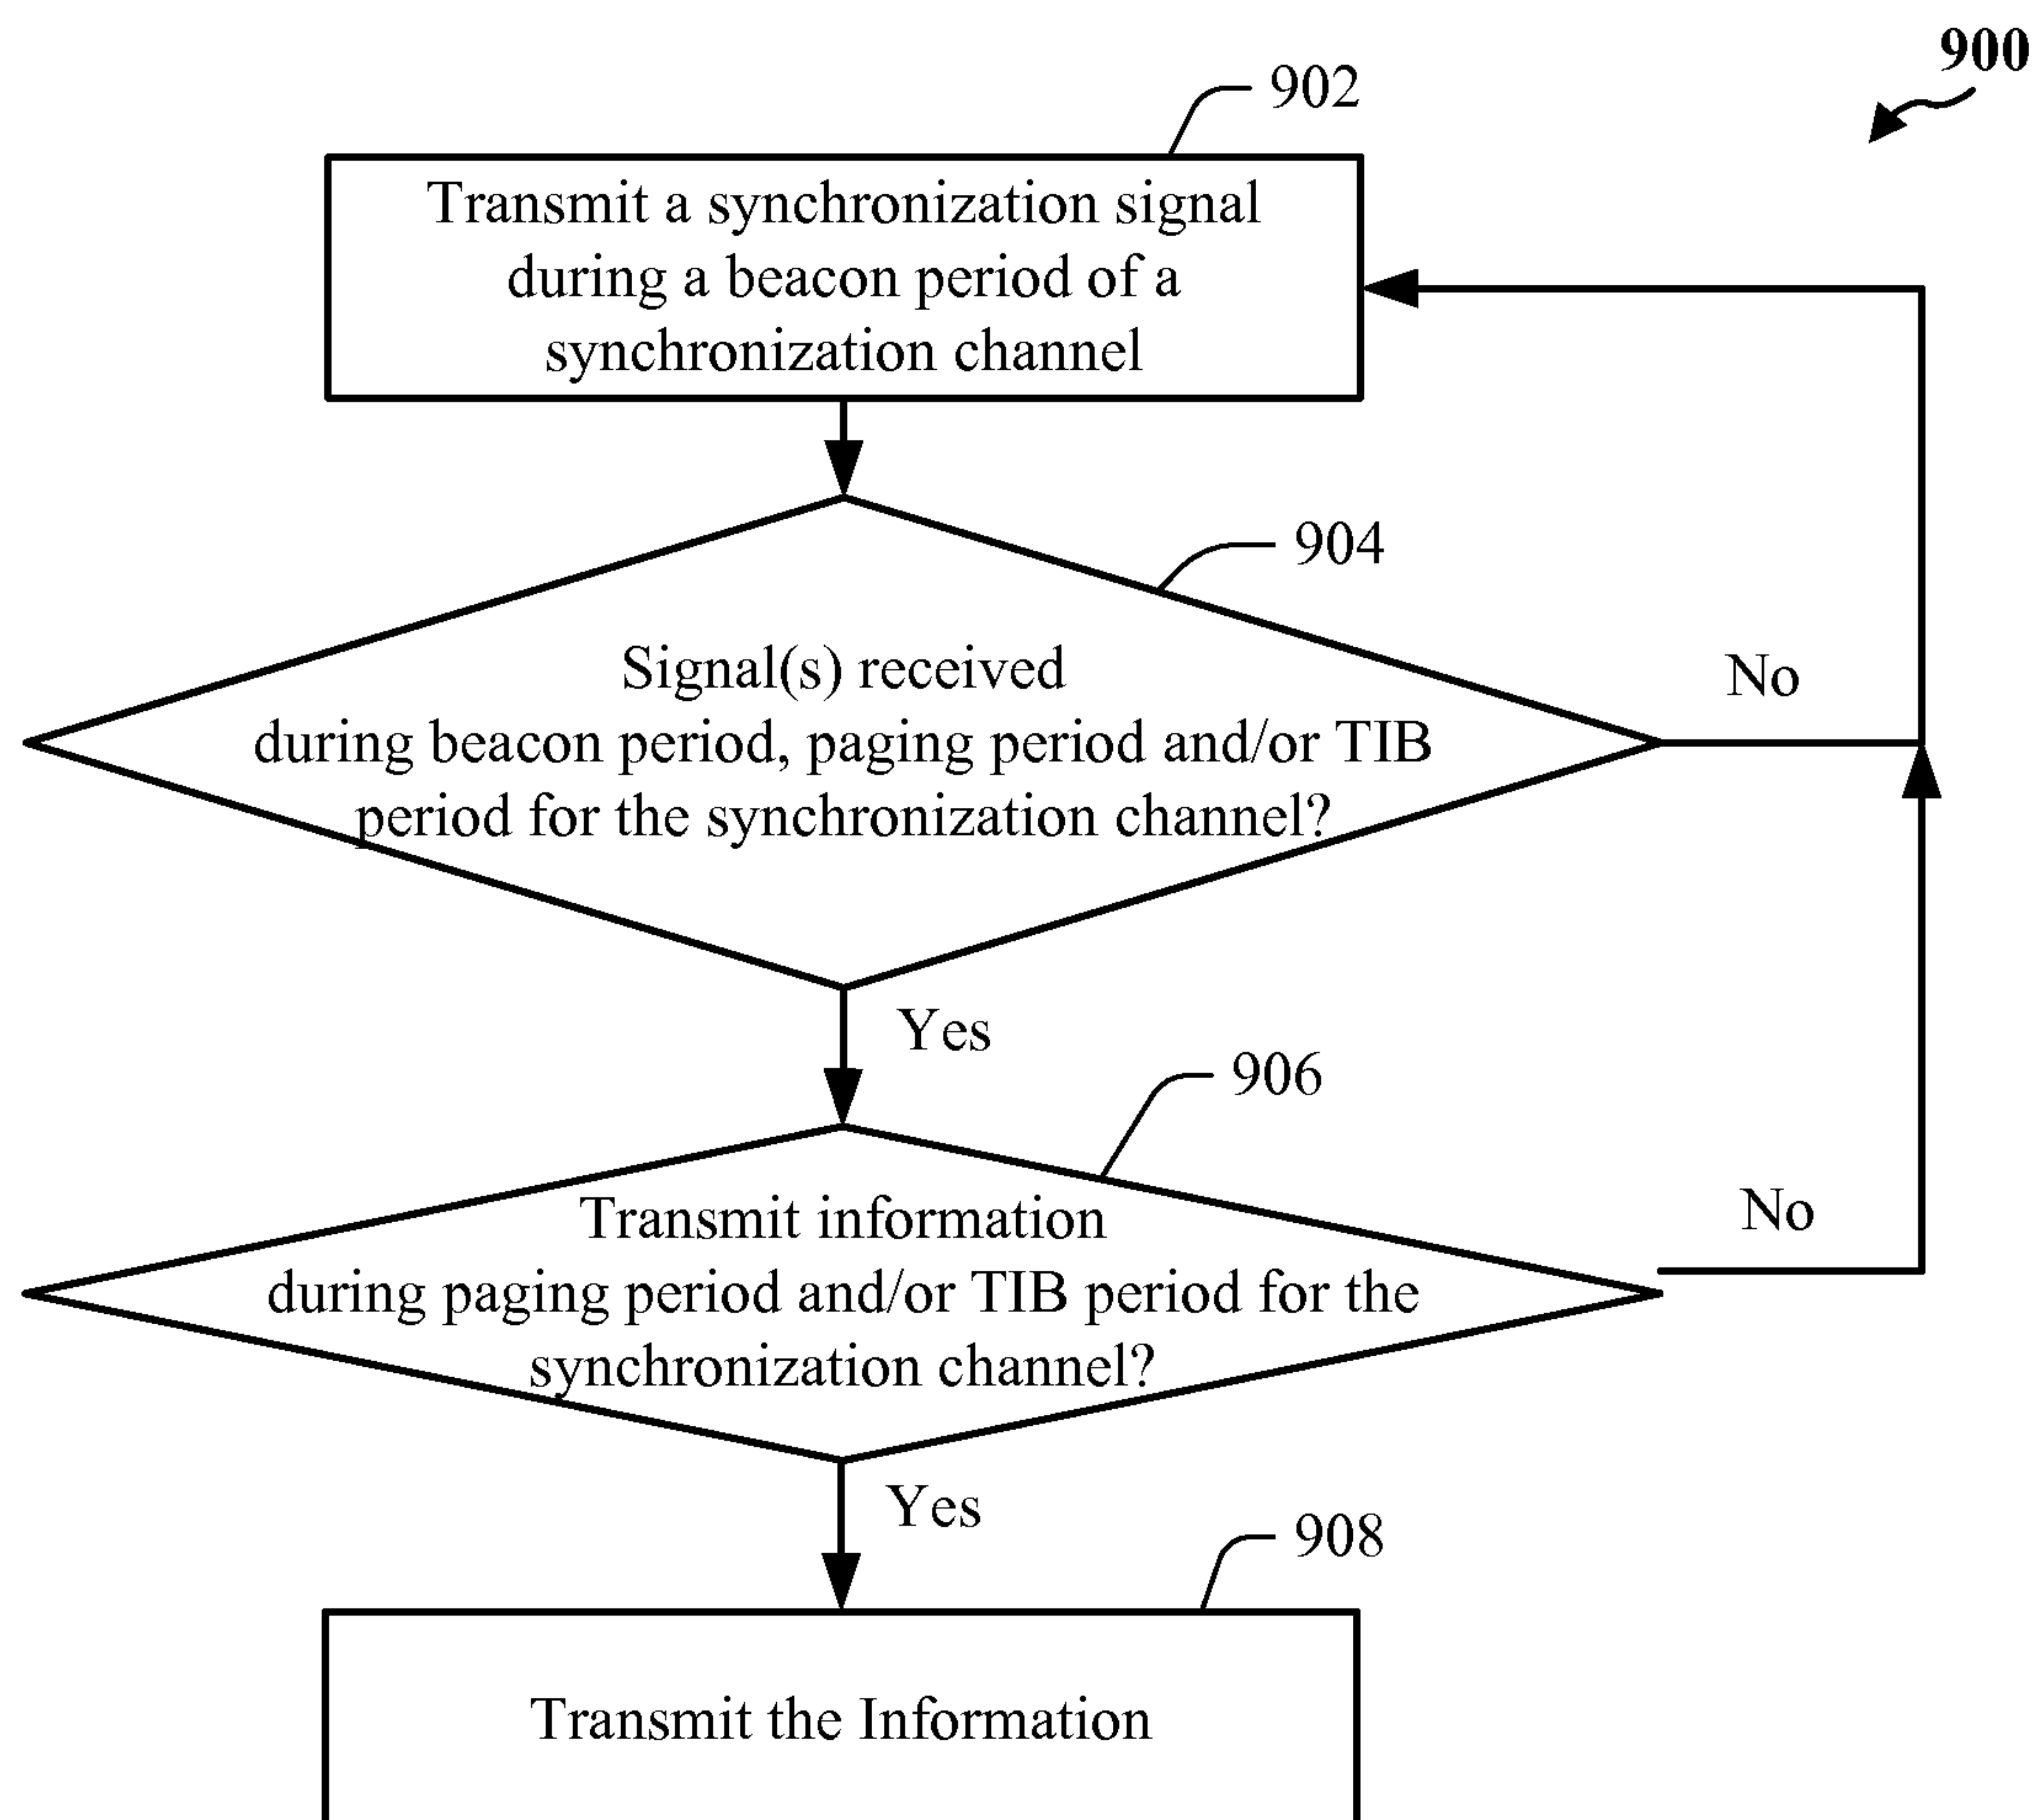 900
902
Transmit a synchronization signal
during a beacon period of a
synchronization channel
904
Signal(s) received
during beacon period, paging period and/or TIB
period for the synchronization channel?
No
Yes
906
Transmit information
during paging period and/or TIB period for the
synchronization channel?
No
Yes
908
Transmit the Information